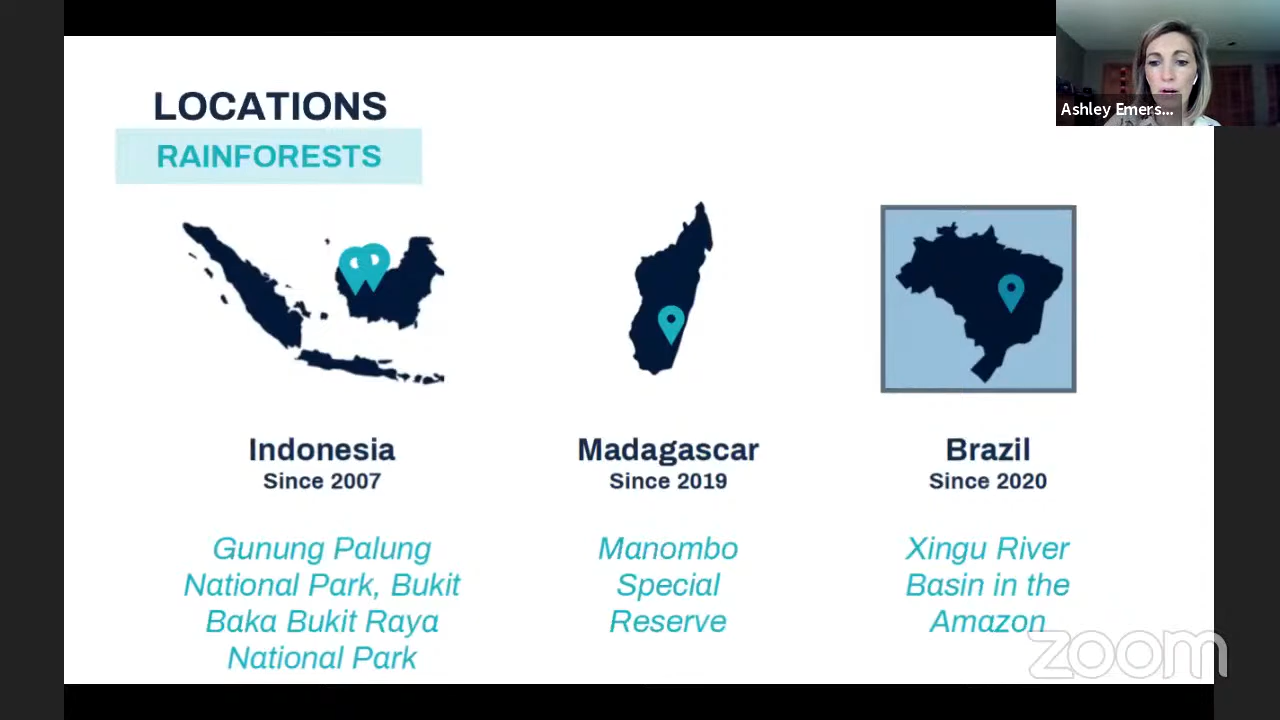 LOCATIONS
RAINFORESTS
Ashley Emers...
Indonesia
Since 2007
Gunung Palung
National Park, Bukit
Baka Bukit Raya
National Park
Madagascar
Since 2019
Manombo
Special
Reserve
Brazil
Since 2020
Xingu River
Basin in the
Amazon
zoom